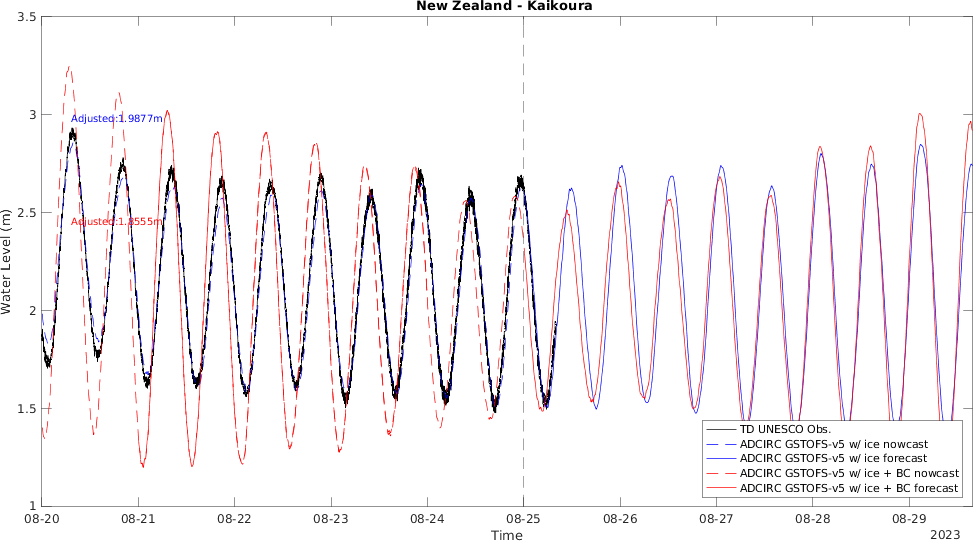 New Zealand - Kaikoura
3.5
3
2.5
2
1.5
1
Water Level (m)
Adjusted:1.9877m
Adjusted:1.8555m
TD UNESCO Obs.
ADCIRC GSTOFS-v5 w/ ice nowcast
ADCIRC GSTOFS-v5 w/ ice forecast
ADCIRC GSTOFS-v5 w/ ice + BC nowcast
ADCIRC GSTOFS-v5 w/ ice + BC forecast
08-20 08-21 08-22 08-23 08-24 08-25 08-26 08-27 08-28 08-29
Time
2023